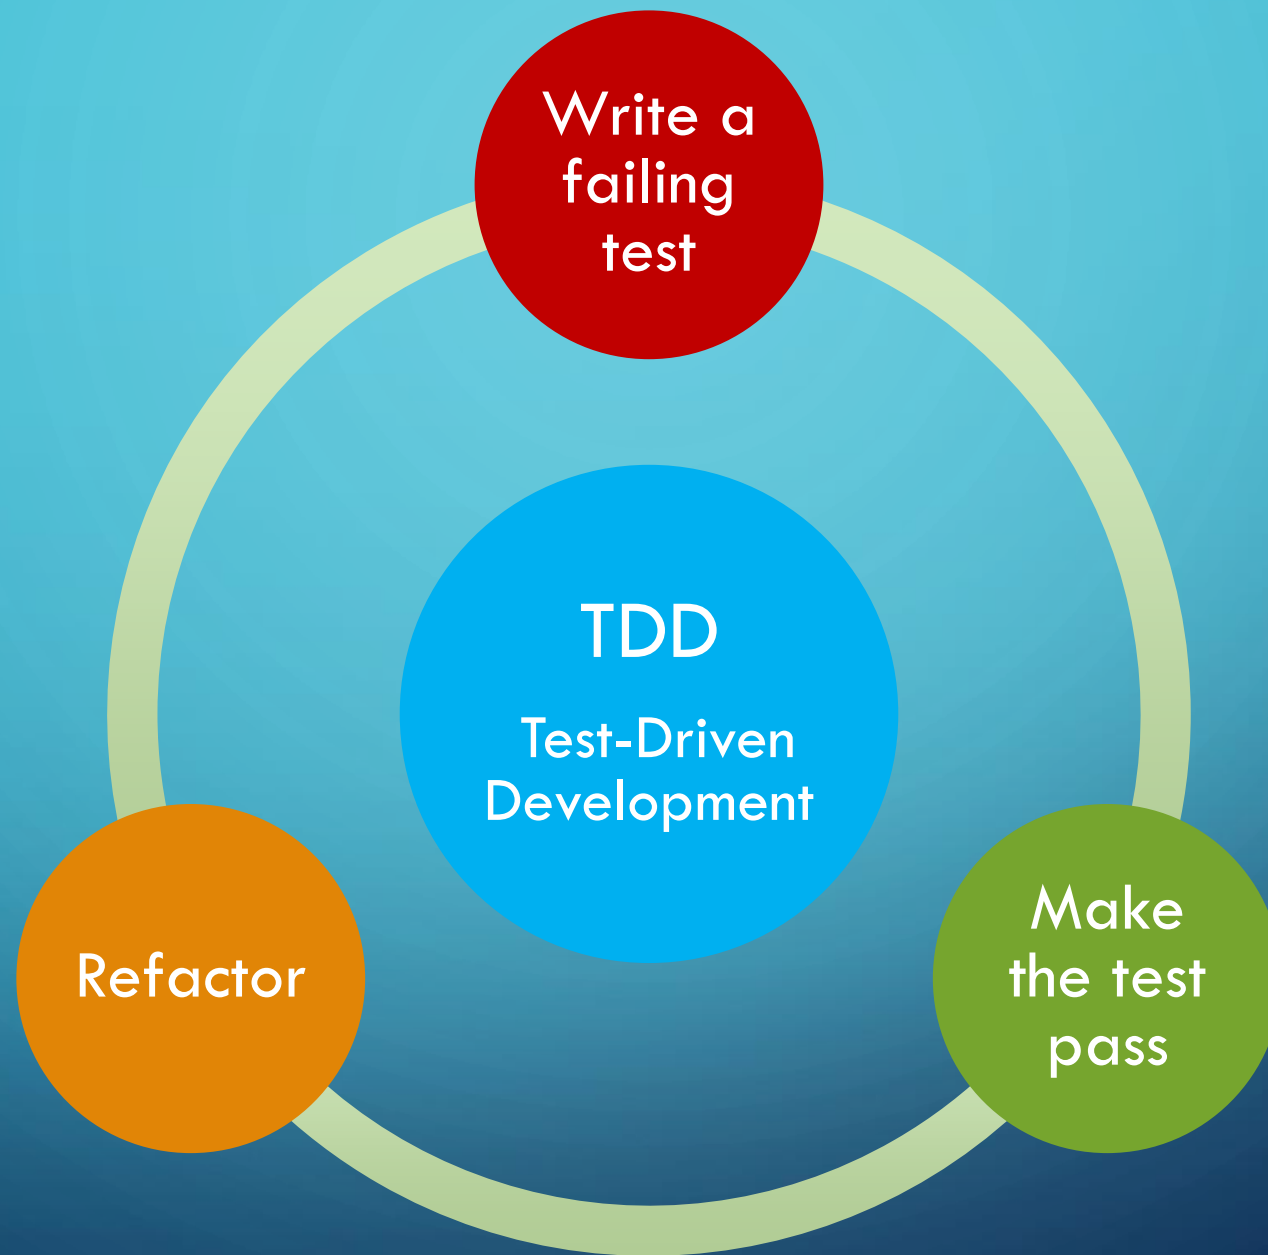 Write a
failing
test
TDD
Test-Driven
Development
Refactor
Make
the test
pass